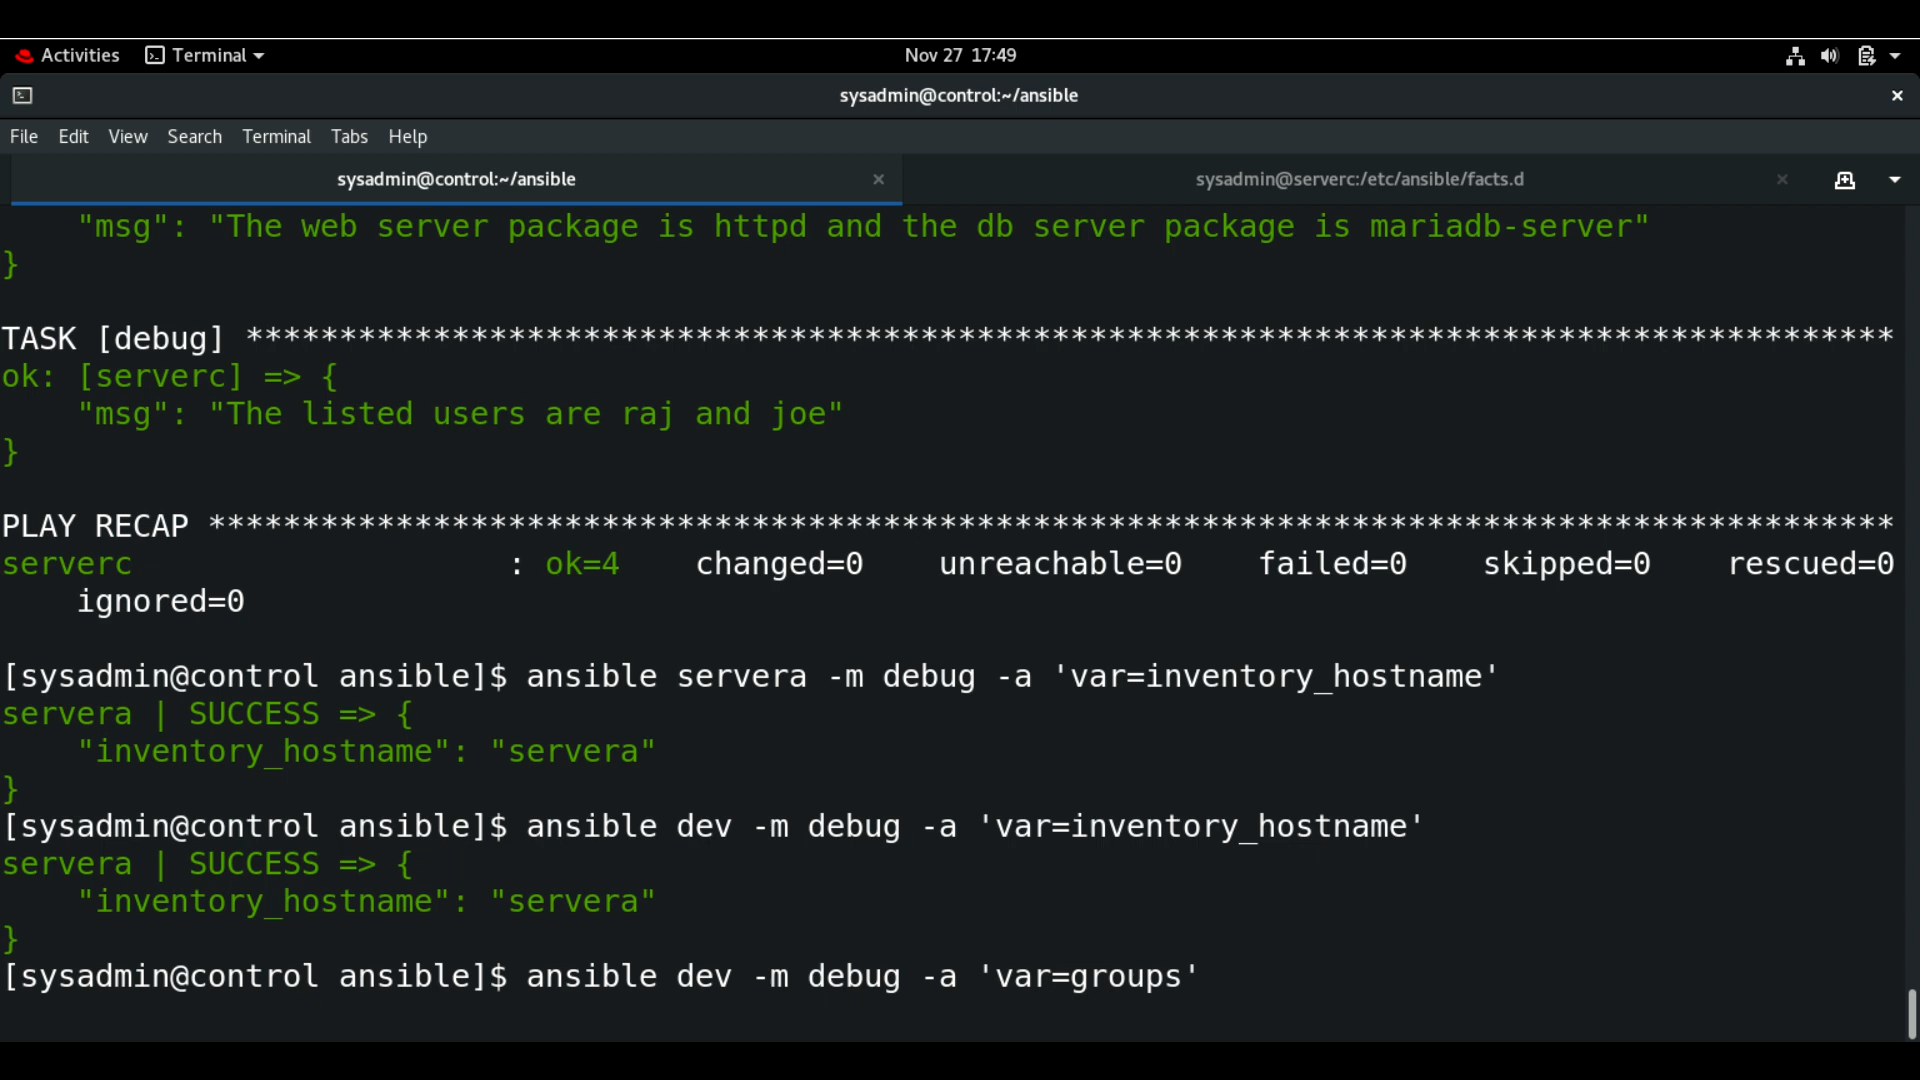 Activities Terminal Nov 27 17:49
sysadmin@control:~/ansible
File Edit View Search Terminal Tabs Help
sysadmin@control:~/ansible sysadmin@serverc:/etc/ansible/facts.d
    "msg": "The web server package is httpd and the db server package is mariadb-server"
}
TASK [debug] ****************************************************************************************
ok: [serverc] => {
    "msg": "The listed users are raj and joe"
}
PLAY RECAP ******************************************************************************************
serverc                    : ok=4    changed=0    unreachable=0    failed=0    skipped=0    rescued=0
    ignored=0
[sysadmin@control ansible]$ ansible servera -m debug -a 'var=inventory_hostname'
servera | SUCCESS => {
    "inventory_hostname": "servera"
}
[sysadmin@control ansible]$ ansible dev -m debug -a 'var=inventory_hostname'
servera | SUCCESS => {
    "inventory_hostname": "servera"
}
[sysadmin@control ansible]$ ansible dev -m debug -a 'var=groups'